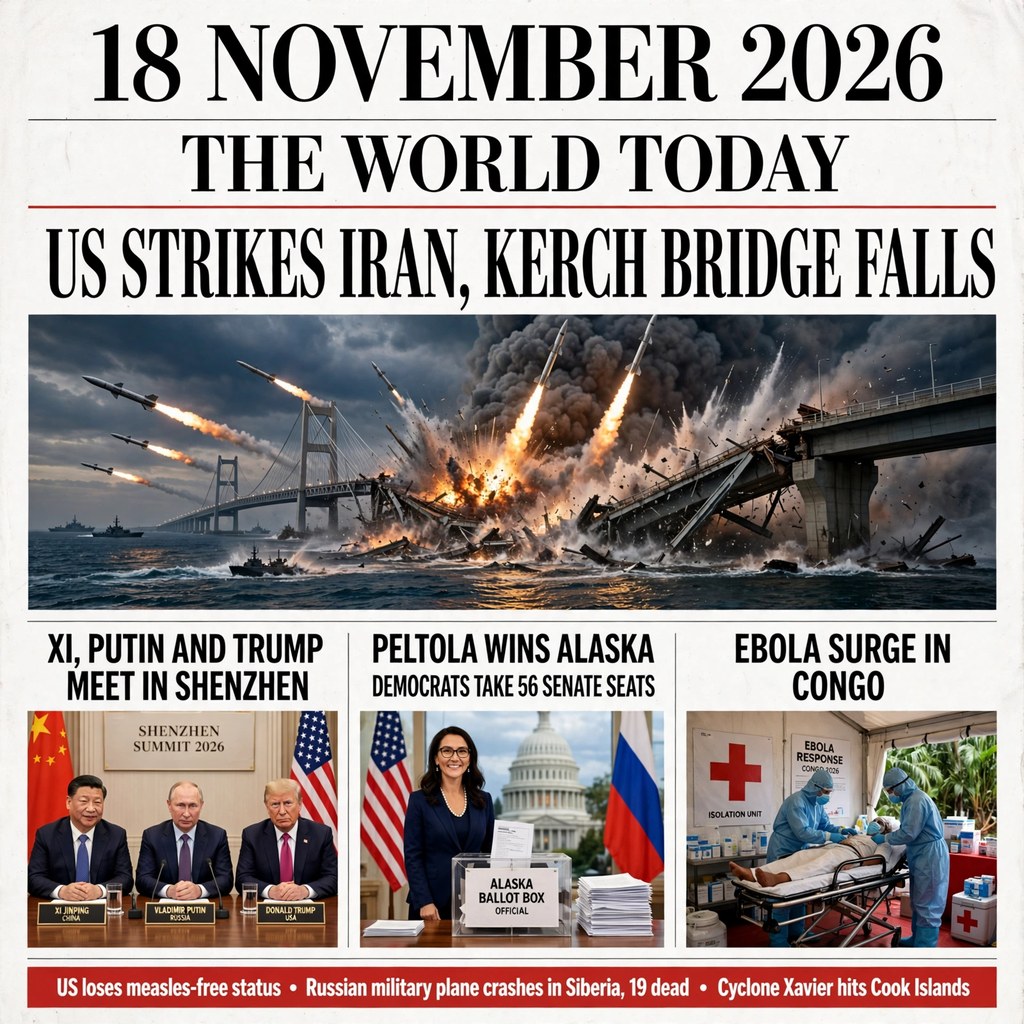 18 NOVEMBER 2026
THE WORLD TODAY
US STRIKES IRAN, KERCH BRIDGE FALLS
XI, PUTIN AND TRUMP
MEET IN SHENZHEN
SHENZHEN
SUMMIT 2026
XI JINPING
CHINA
VLADIMIR PUTIN
RUSSIA
DONALD TRUMP
USA
PELTOLA WINS ALASKA
DEMOCRATS TAKE 56 SENATE SEATS
ALASKA
BALLOT BOX
OFFICIAL
EBOLA SURGE IN
CONGO
ISOLATION UNIT
EBOLA
RESPONSE
CONGO 2026
US loses measles-free status • Russian military plane crashes in Siberia, 19 dead • Cyclone Xavier hits Cook Islands